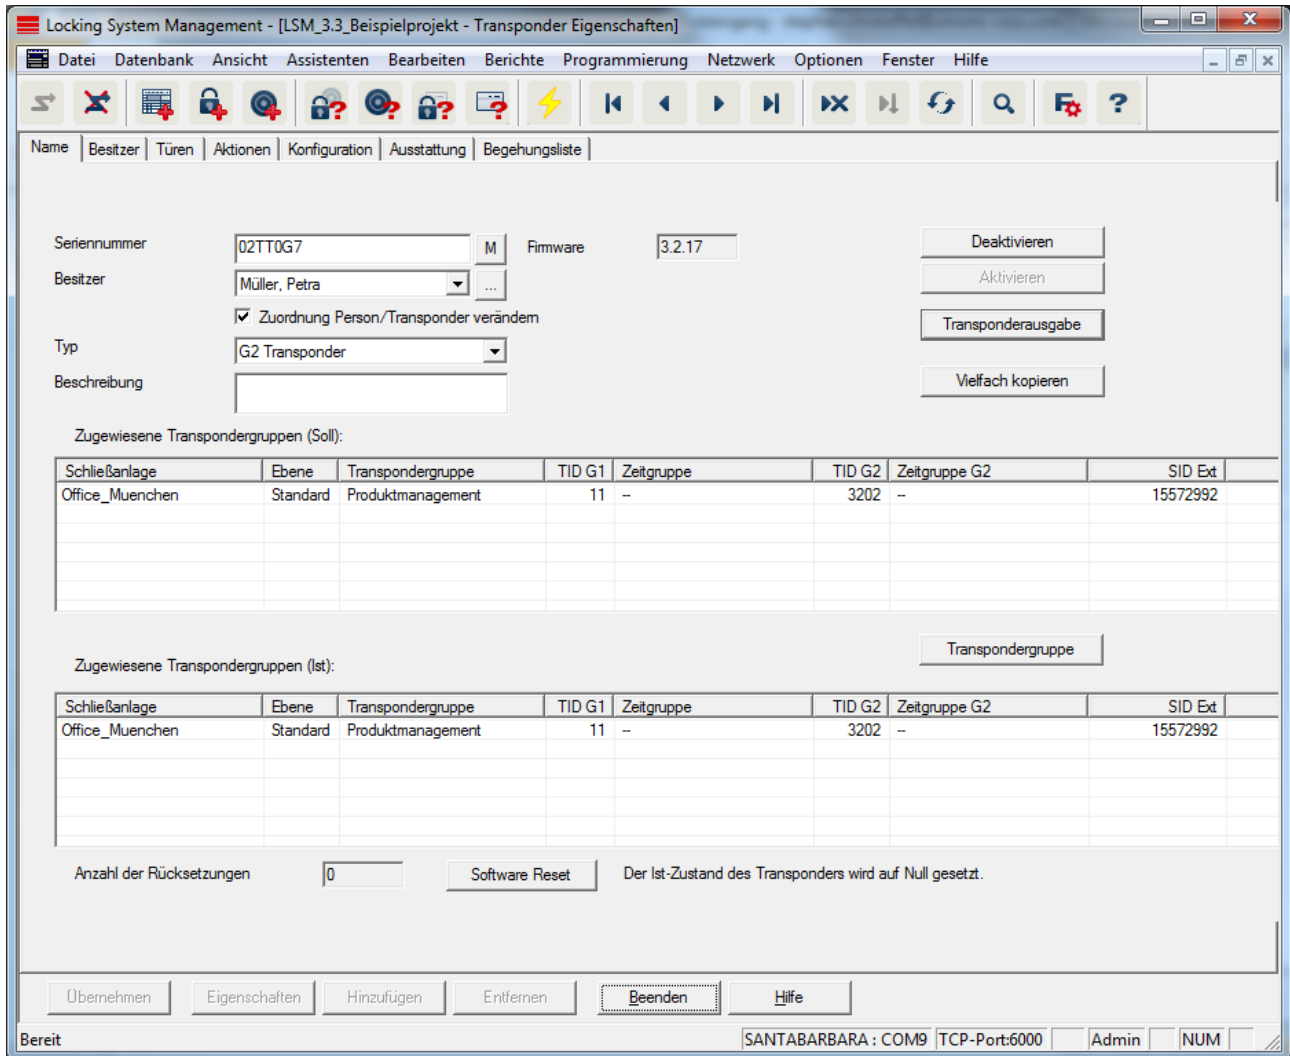 Locking System Management - [LSM_3.3_Beispielprojekt - Transponder Eigenschaften]
Datei Datenbank Ansicht Assistenten Bearbeiten Berichte Programmierung Netzwerk Optionen Fenster Hilfe
Name Besitzer Türen Aktionen Konfiguration Ausstattung Begehungsliste
Seriennummer 02TT0G7 M Firmware 3.2.17 Deaktivieren
Besitzer Müller, Petra ... Aktivieren
Zuordnung Person/Transponder verändern Transponderausgabe
Typ G2 Transponder
Beschreibung Vielfach kopieren
Zugewiesene Transpondergruppen (Soll):
Schließanlage Ebene Transpondergruppe TID G1 Zeitgruppe TID G2 Zeitgruppe G2 SID Ext
Office_Muenchen Standard Produktmanagement 11 -- 3202 -- 15572992
Transpondergruppe
Zugewiesene Transpondergruppen (Ist):
Schließanlage Ebene Transpondergruppe TID G1 Zeitgruppe TID G2 Zeitgruppe G2 SID Ext
Office_Muenchen Standard Produktmanagement 11 -- 3202 -- 15572992
Anzahl der Rücksetzungen 0 Software Reset Der Ist-Zustand des Transponders wird auf Null gesetzt.
Übernehmen Eigenschaften Hinzufügen Entfernen Beenden Hilfe
Bereit SANTABARBARA : COM9 TCP-Port:6000 Admin NUM